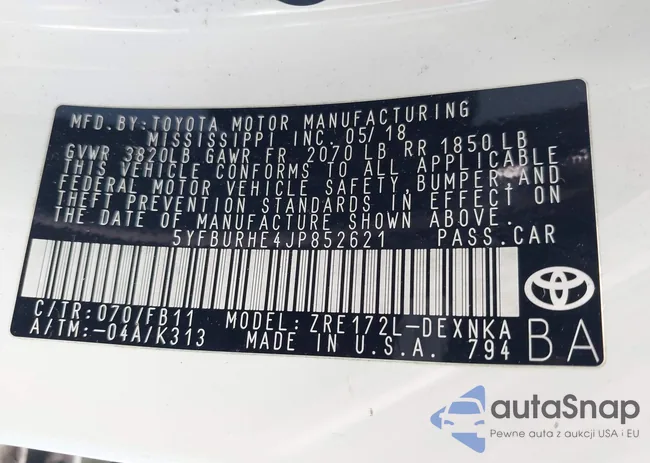 MFD. BY: TOYOTA MOTOR MANUFACTURING
MISSISSIPPI INC. 05/18
GVWR 3820LB GAWR FR 2070 LB RR 1850 LB
THIS VEHICLE CONFORMS TO ALL APPLICABLE
FEDERAL MOTOR VEHICLE SAFETY, BUMPER AND
THEFT PREVENTION STANDARDS IN EFFECT ON
THE DATE OF MANUFACTURE SHOWN ABOVE.
5YFBURHE4JP852621 PASS.CAR
C/TR: 070/FB11 MODEL: ZRE172L-DEXNKA
A/TM:-04A/K313 MADE IN U.S.A. 794 BA
autaSnap
Pewne auta z aukcji USA i EU